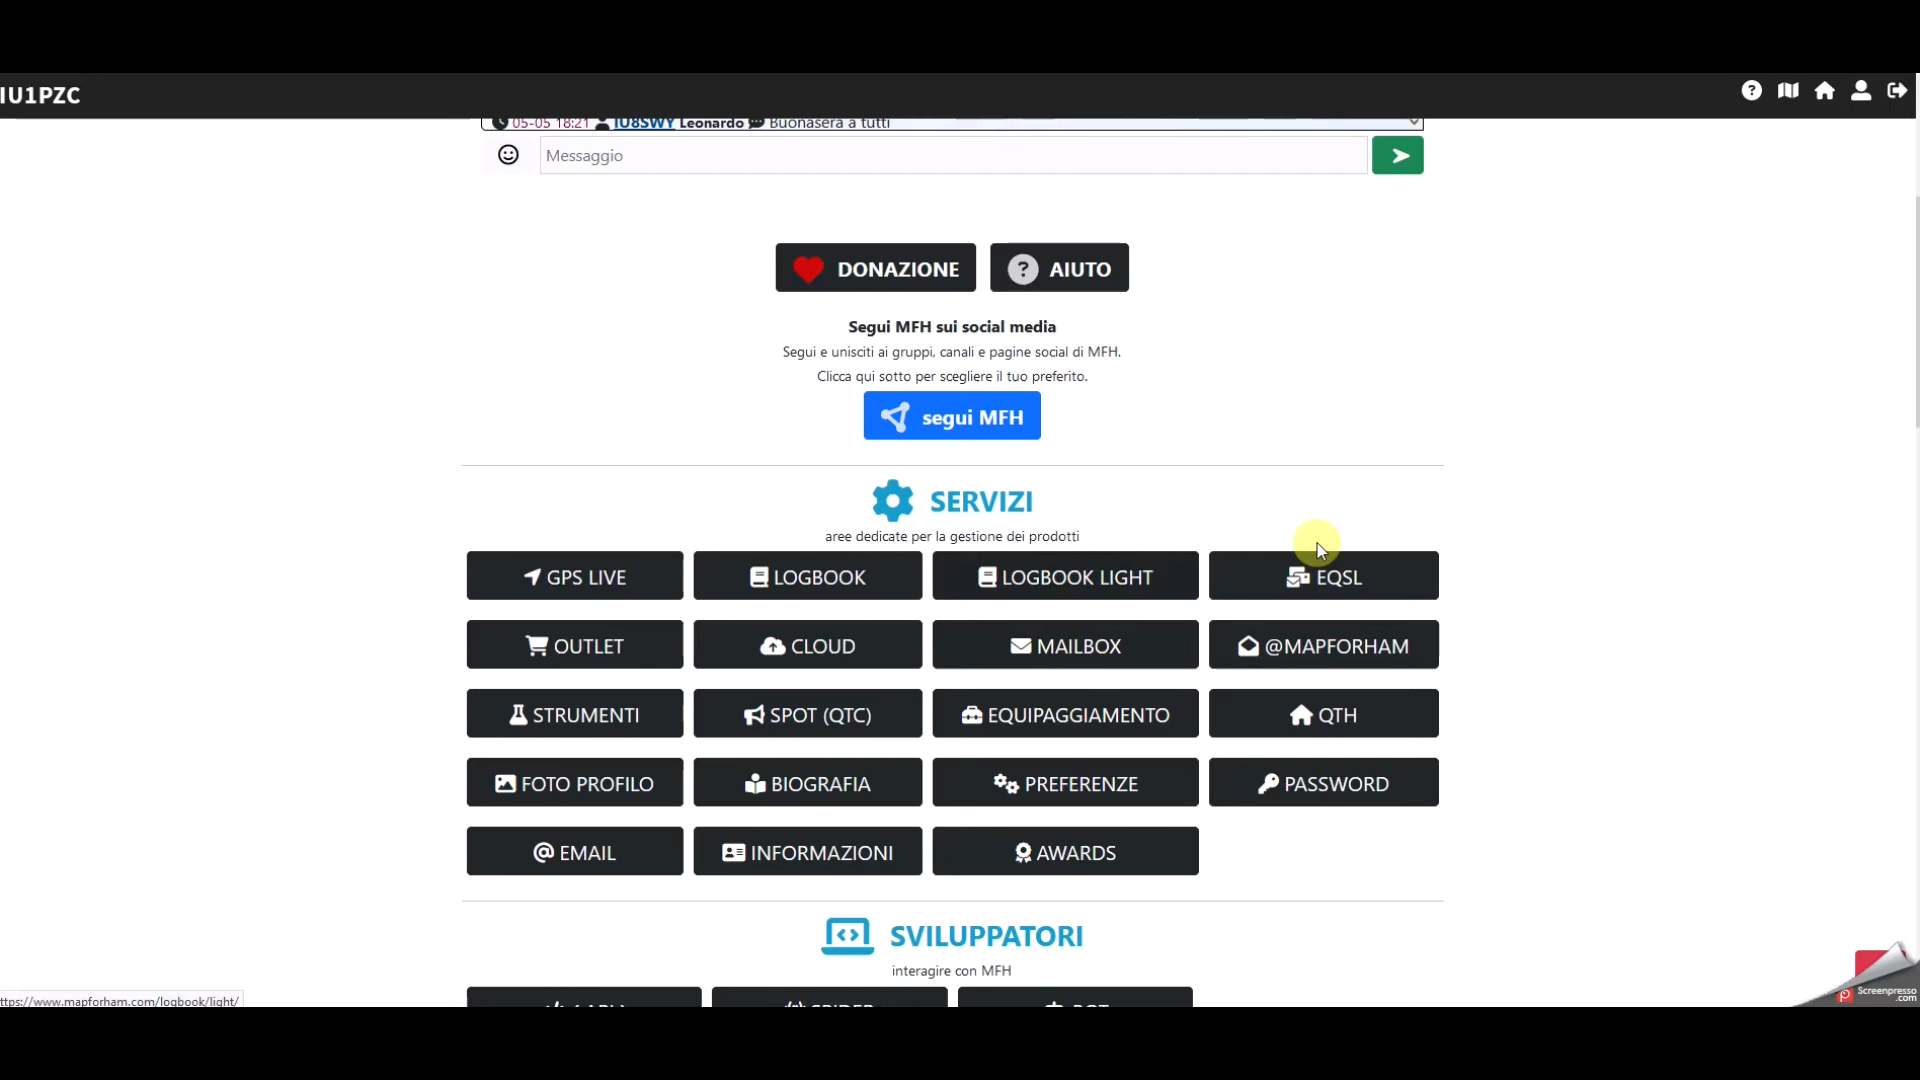 IU1PZC
05-05 18:21 IU8SWY Leonardo Buonasera a tutti
Messaggio
DONAZIONE
AIUTO
Segui MFH sui social media
Segui e unisciti ai gruppi, canali e pagine social di MFH.
Clicca qui sotto per scegliere il tuo preferito.
segui MFH
SERVIZI
aree dedicate per la gestione dei prodotti
GPS LIVE
LOGBOOK
LOGBOOK LIGHT
EQSL
OUTLET
CLOUD
MAILBOX
@MAPFORHAM
STRUMENTI
SPOT (QTC)
EQUIPAGGIAMENTO
QTH
FOTO PROFILO
BIOGRAFIA
PREFERENZE
PASSWORD
EMAIL
INFORMAZIONI
AWARDS
SVILUPPATORI
interagire con MFH
ttps://www.mapforham.com/logbook/light/
Screenpresso
.com